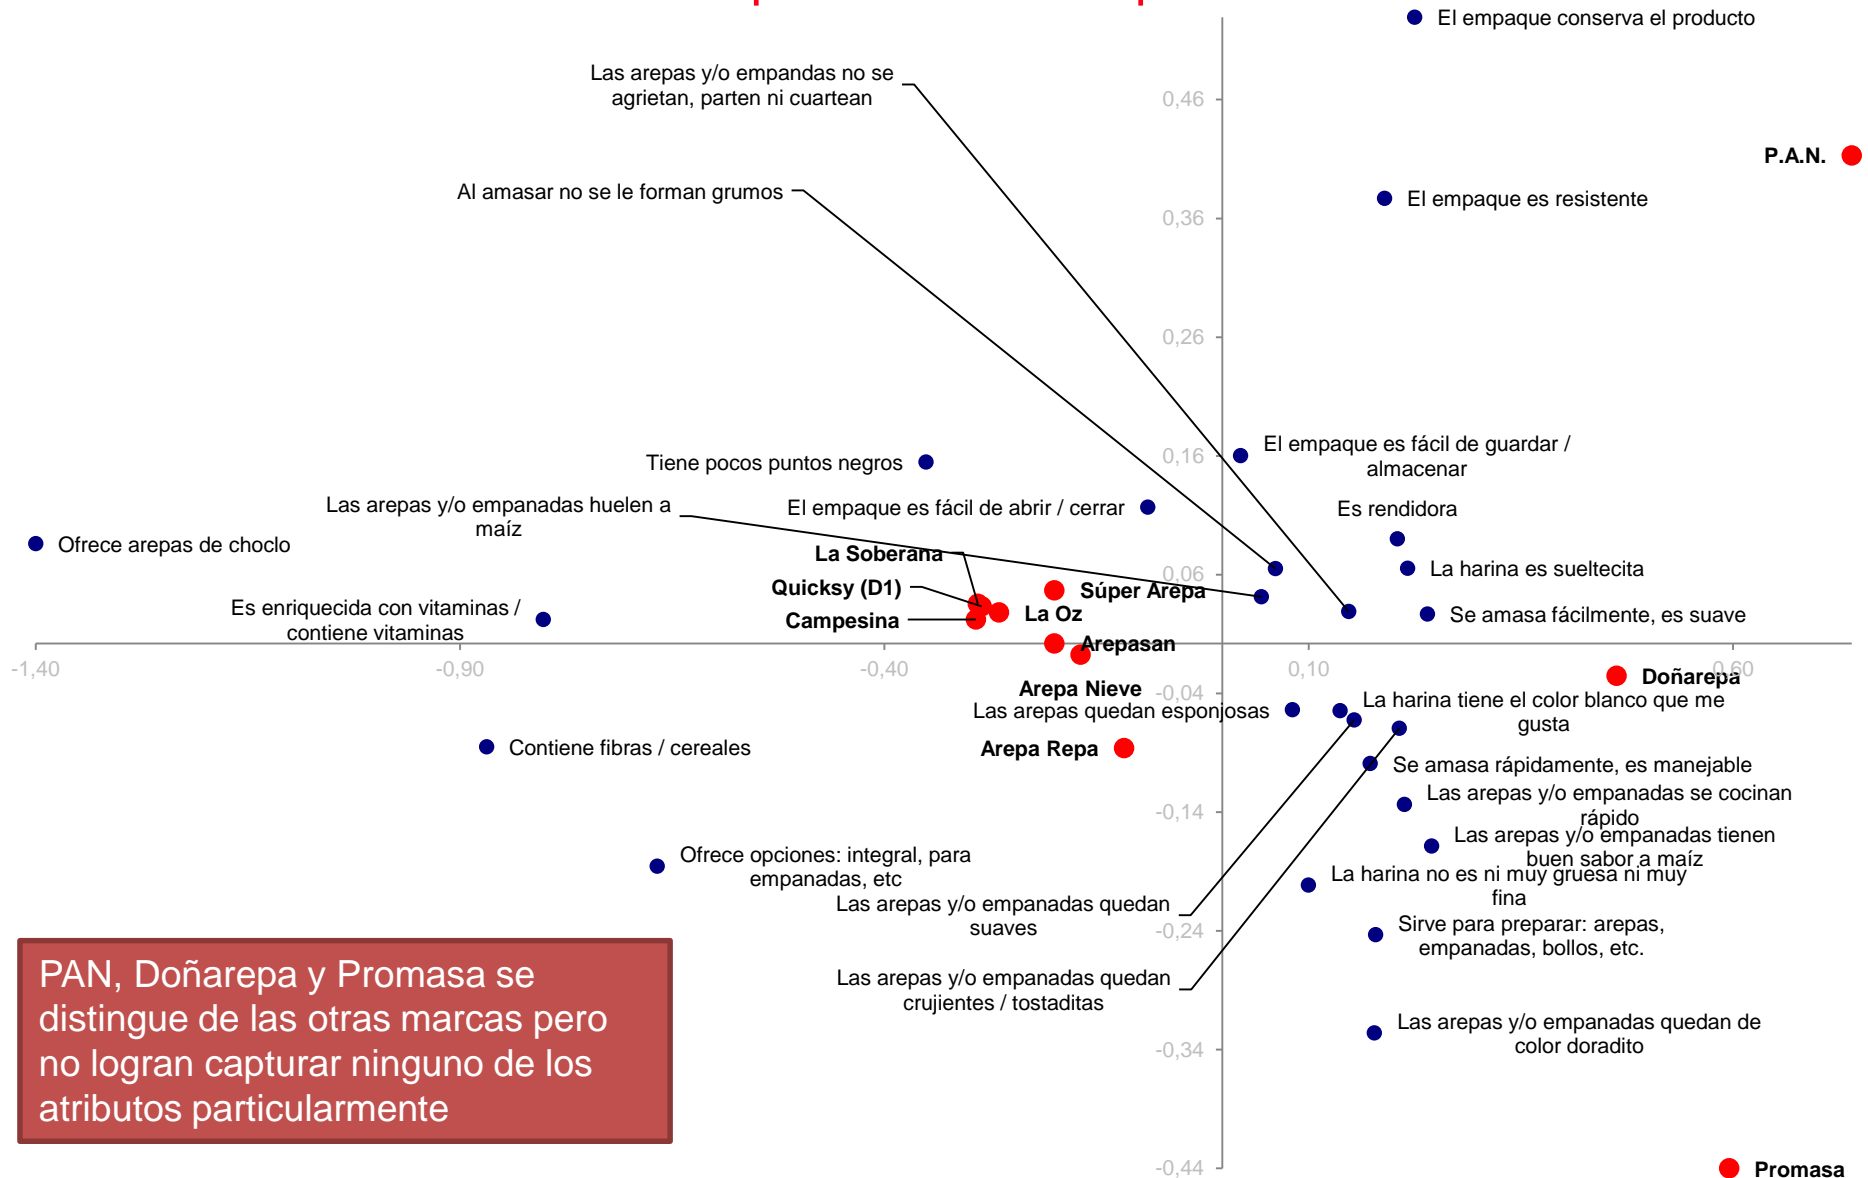 El empaque conserva el producto
Las arepas y/o empandas no se
agrietan, parten ni cuartean
0,46
P.A.N.
Al amasar no se le forman grumos
El empaque es resistente
0,36
0,26
El empaque es fácil de guardar /
almacenar
0,16
Tiene pocos puntos negros
Las arepas y/o empanadas huelen a
maíz
El empaque es fácil de abrir / cerrar
Es rendidora
Ofrece arepas de choclo
La Soberana
0,06
La harina es sueltecita
Quicksy (D1)
Súper Arepa
Es enriquecida con vitaminas /
contiene vitaminas
Campesina
La Oz
Se amasa fácilmente, es suave
Arepasan
-1,40
-0,90
-0,40
0,10
0,60
Doñarepa
Arepa Nieve
-0,04
La harina tiene el color blanco que me
gusta
Las arepas quedan esponjosas
Contiene fibras / cereales
Arepa Repa
Se amasa rápidamente, es manejable
Las arepas y/o empanadas se cocinan
rápido
-0,14
Las arepas y/o empanadas tienen
buen sabor a maíz
Ofrece opciones: integral, para
empanadas, etc
La harina no es ni muy gruesa ni muy
fina
Las arepas y/o empanadas quedan
suaves
-0,24
Sirve para preparar: arepas,
empanadas, bollos, etc.
Las arepas y/o empanadas quedan
crujientes / tostaditas
Las arepas y/o empanadas quedan de
color doradito
-0,34
PAN, Doñarepa y Promasa se
distingue de las otras marcas pero
no logran capturar ninguno de los
atributos particularmente
-0,44
Promasa